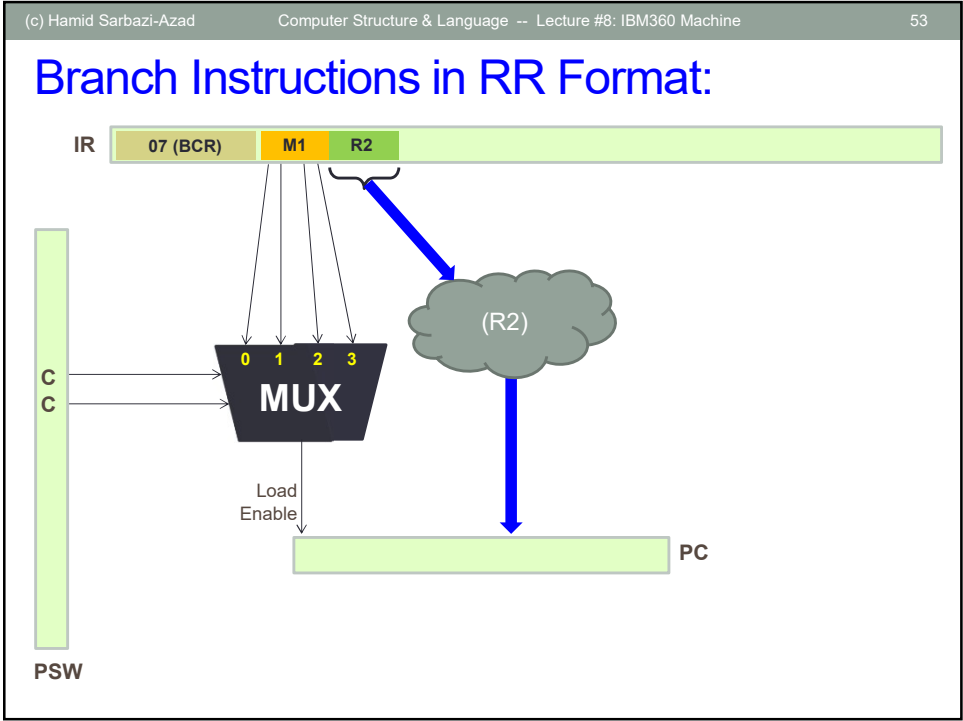 (c) Hamid Sarbazi-Azad Computer Structure & Language -- Lecture #8: IBM360 Machine 53
Branch Instructions in RR Format:
IR 07 (BCR) M1 R2
(R2)
0 1 2 3
MUX
C
C
Load
Enable
PC
PSW